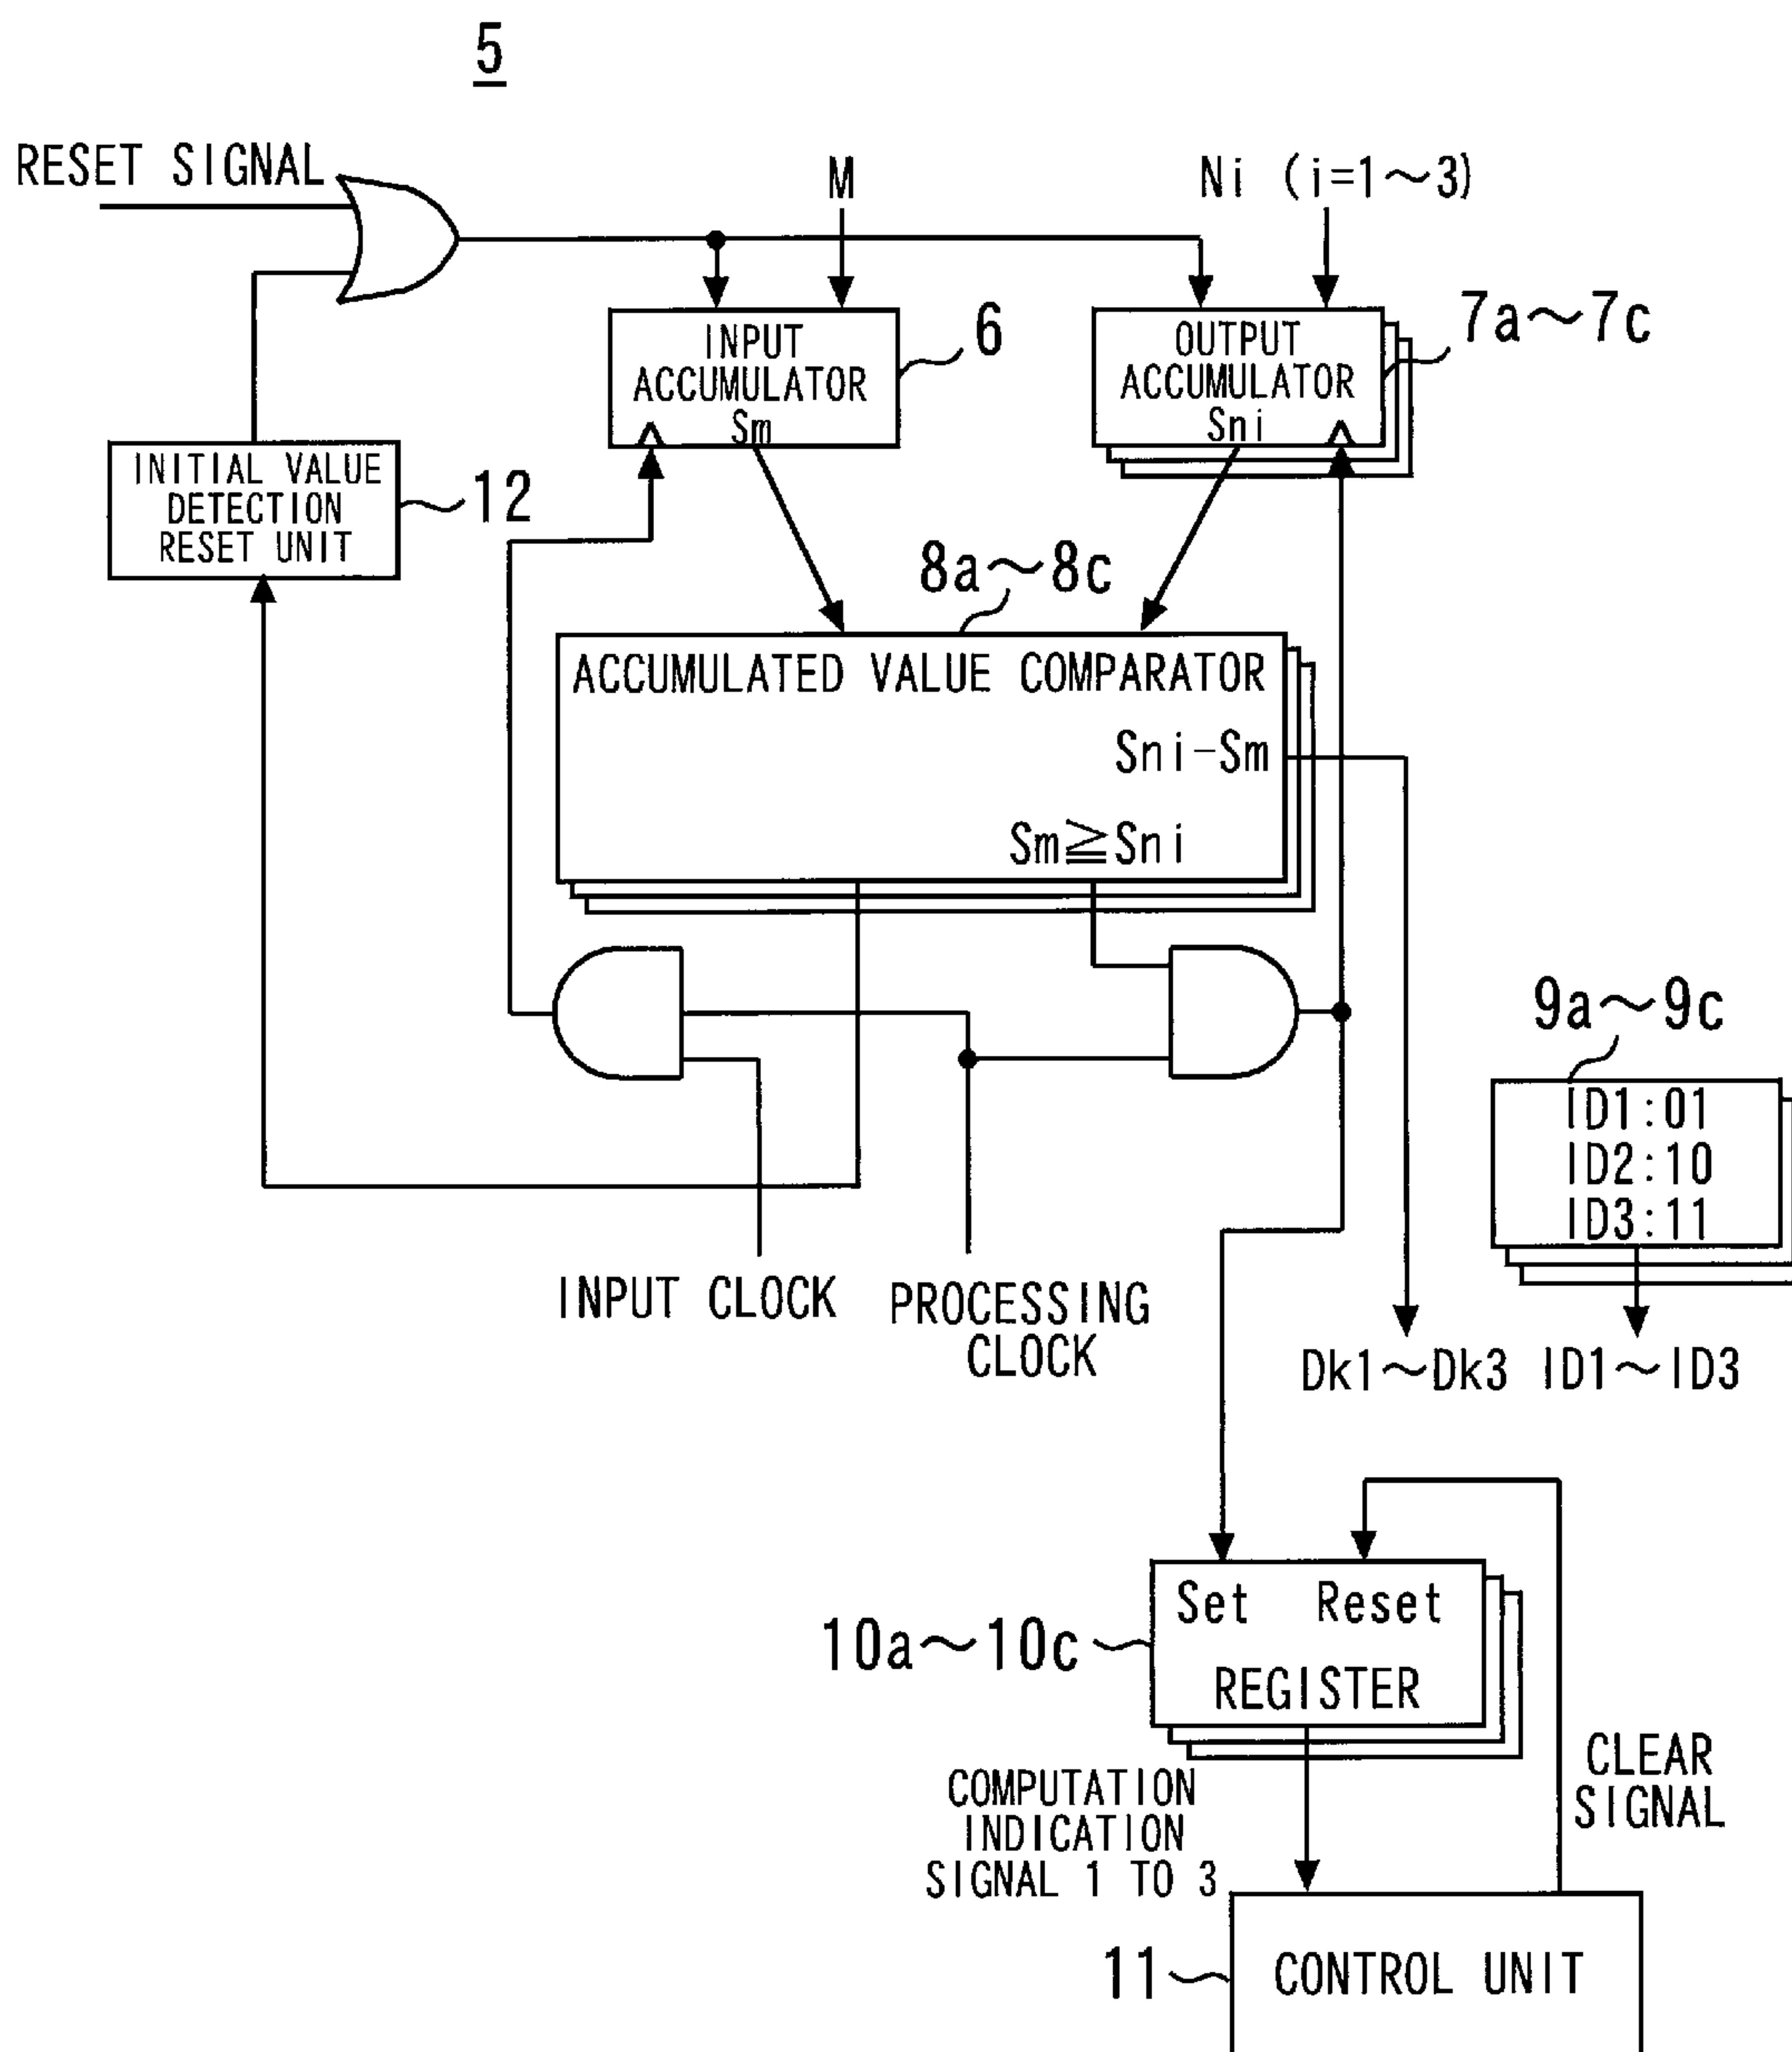 5
RESET SIGNAL
M
Ni (i=1~3)
INPUT
ACCUMULATOR
Sm
6
OUTPUT
ACCUMULATOR
Sni
7a~7c
INITIAL VALUE
DETECTION
RESET UNIT
12
8a~8c
ACCUMULATED VALUE COMPARATOR
Sni-Sm
Sm≧Sni
9a~9c
ID1:01
ID2:10
ID3:11
INPUT CLOCK
PROCESSING
CLOCK
Dk1~Dk3
ID1~ID3
Set Reset
REGISTER
10a~10c
COMPUTATION
INDICATION
SIGNAL 1 TO 3
CLEAR
SIGNAL
11
CONTROL UNIT